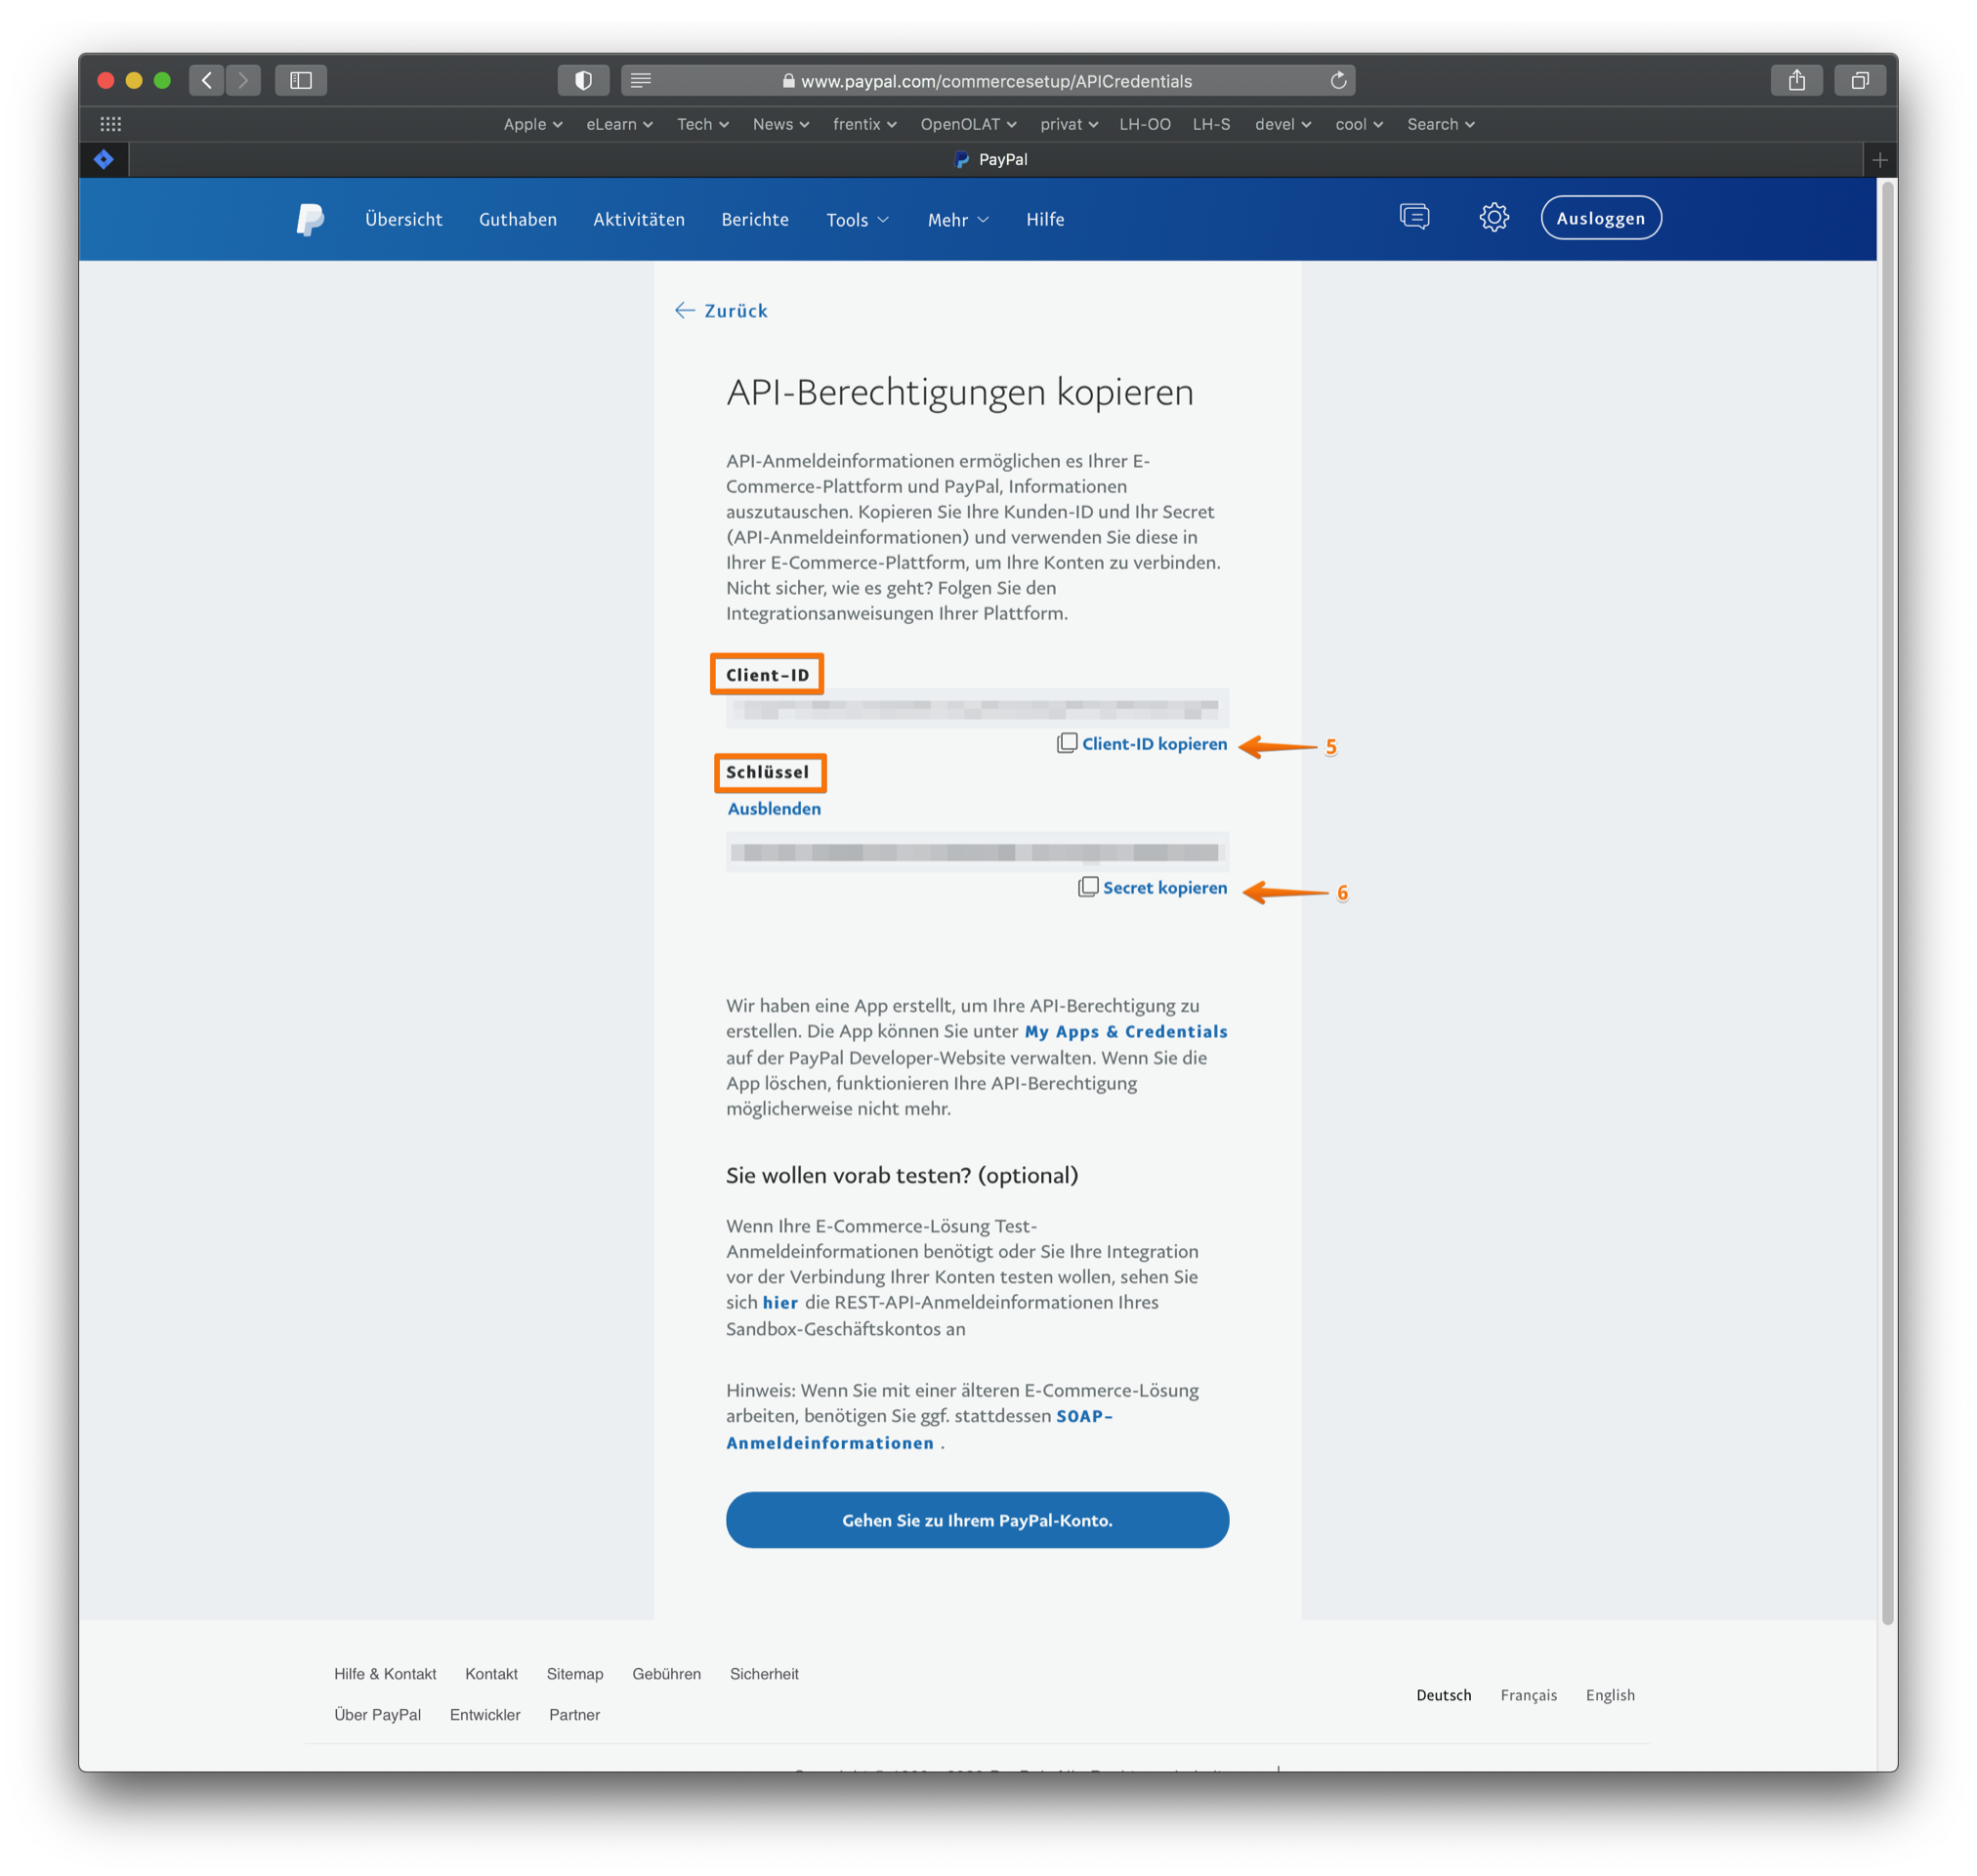 www.paypal.com/commercesetup/APICredentials
Apple eLearn Tech News frentix OpenOLAT privat LH-OO LH-S devel cool Search
PayPal
Übersicht Guthaben Aktivitäten Berichte Tools Mehr Hilfe Ausloggen
Zurück
API-Berechtigungen kopieren
API-Anmeldeinformationen ermöglichen es Ihrer E-
Commerce-Plattform und PayPal, Informationen
auszutauschen. Kopieren Sie Ihre Kunden-ID und Ihr Secret
(API-Anmeldeinformationen) und verwenden Sie diese in
Ihrer E-Commerce-Plattform, um Ihre Konten zu verbinden.
Nicht sicher, wie es geht? Folgen Sie den
Integrationsanweisungen Ihrer Plattform.
Client-ID
Client-ID kopieren 5
Schlüssel
Ausblenden
Secret kopieren 6
Wir haben eine App erstellt, um Ihre API-Berechtigung zu
erstellen. Die App können Sie unter My Apps & Credentials
auf der PayPal Developer-Website verwalten. Wenn Sie die
App löschen, funktionieren Ihre API-Berechtigung
möglicherweise nicht mehr.
Sie wollen vorab testen? (optional)
Wenn Ihre E-Commerce-Lösung Test-
Anmeldeinformationen benötigt oder Sie Ihre Integration
vor der Verbindung Ihrer Konten testen wollen, sehen Sie
sich hier die REST-API-Anmeldeinformationen Ihres
Sandbox-Geschäftskontos an
Hinweis: Wenn Sie mit einer älteren E-Commerce-Lösung
arbeiten, benötigen Sie ggf. stattdessen SOAP-
Anmeldeinformationen .
Gehen Sie zu Ihrem PayPal-Konto.
Hilfe & Kontakt Kontakt Sitemap Gebühren Sicherheit
Über PayPal Entwickler Partner
Deutsch Français English